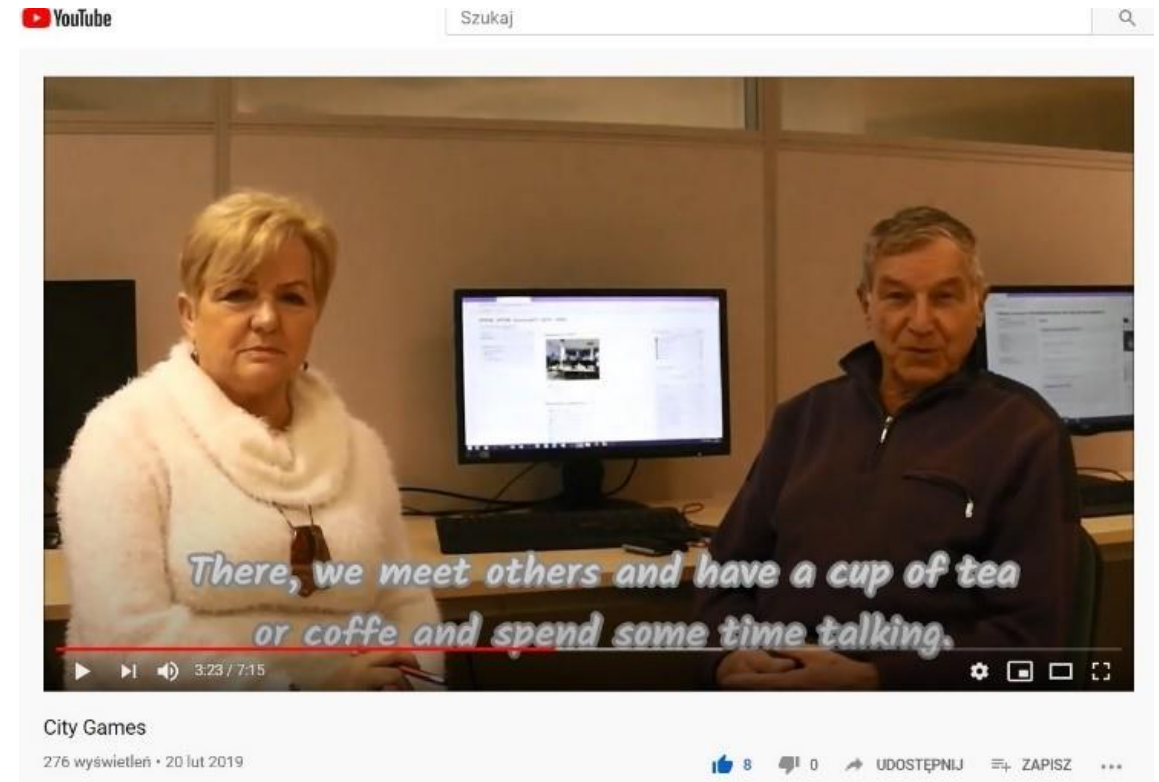 YouTube
Szukaj
There, we meet others and have a cup of tea
or coffe and spend some time talking.
3:23 / 7:15
City Games
276 wyświetleń • 20 lut 2019
8 0 UDOSTĘPNIJ ZAPISZ